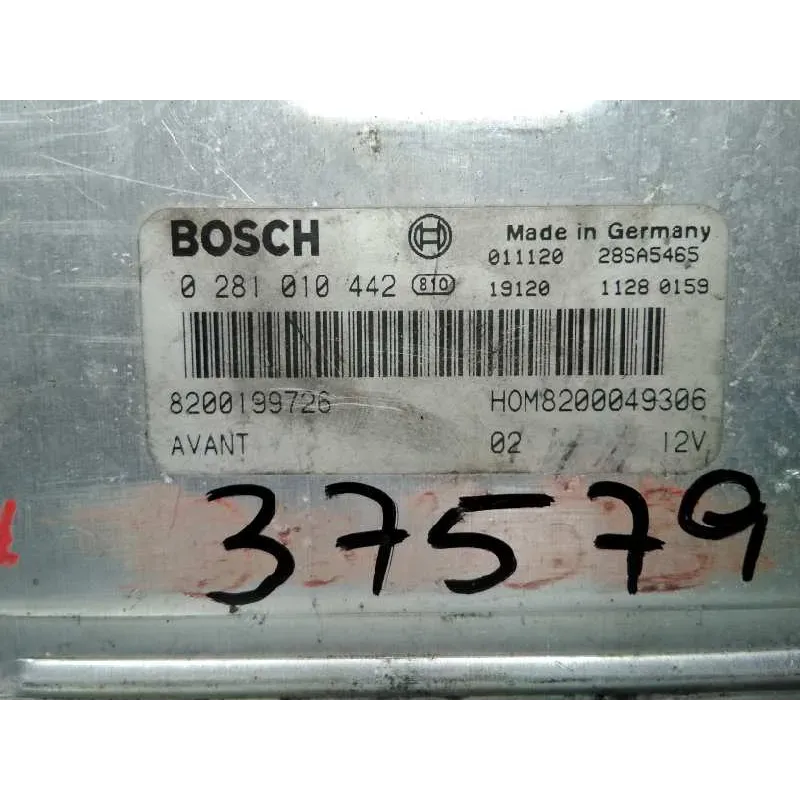 BOSCH Made in Germany
011120 28SA5465
0 281 010 442 810 19120 1128 0159
8200199726 HOM8200049306
AVANT 02 12V
37579